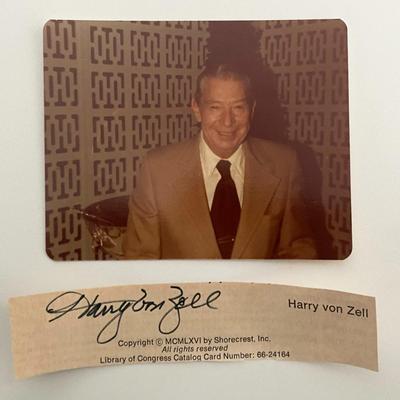 Harry von Zell Harry von Zell
Copyright © MCMLXVI by Shorecrest, Inc.
All rights reserved
Library of Congress Catalog Card Number: 66-24164